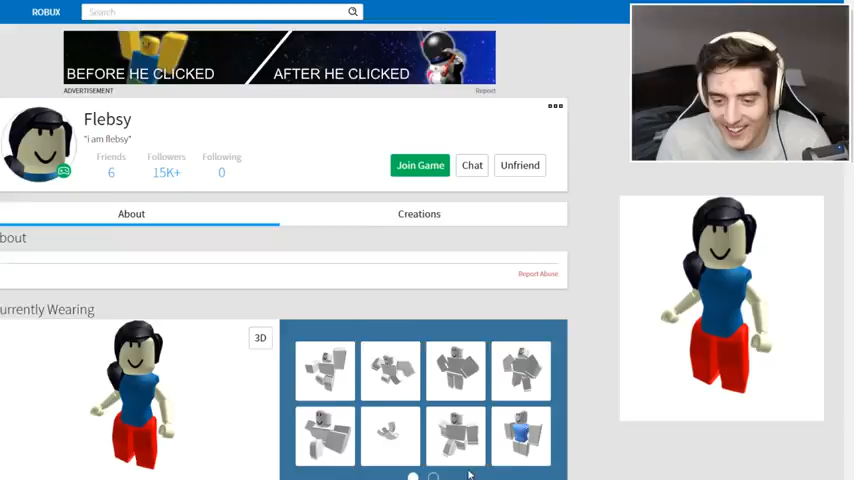 ROBUX
Search
BEFORE HE CLICKED
AFTER HE CLICKED
ADVERTISEMENT
Report
Flebsy
"i am flebsy"
Friends
Followers
Following
6
15K+
0
Join Game
Chat
Unfriend
About
Creations
bout
Report Abuse
urrently Wearing
3D